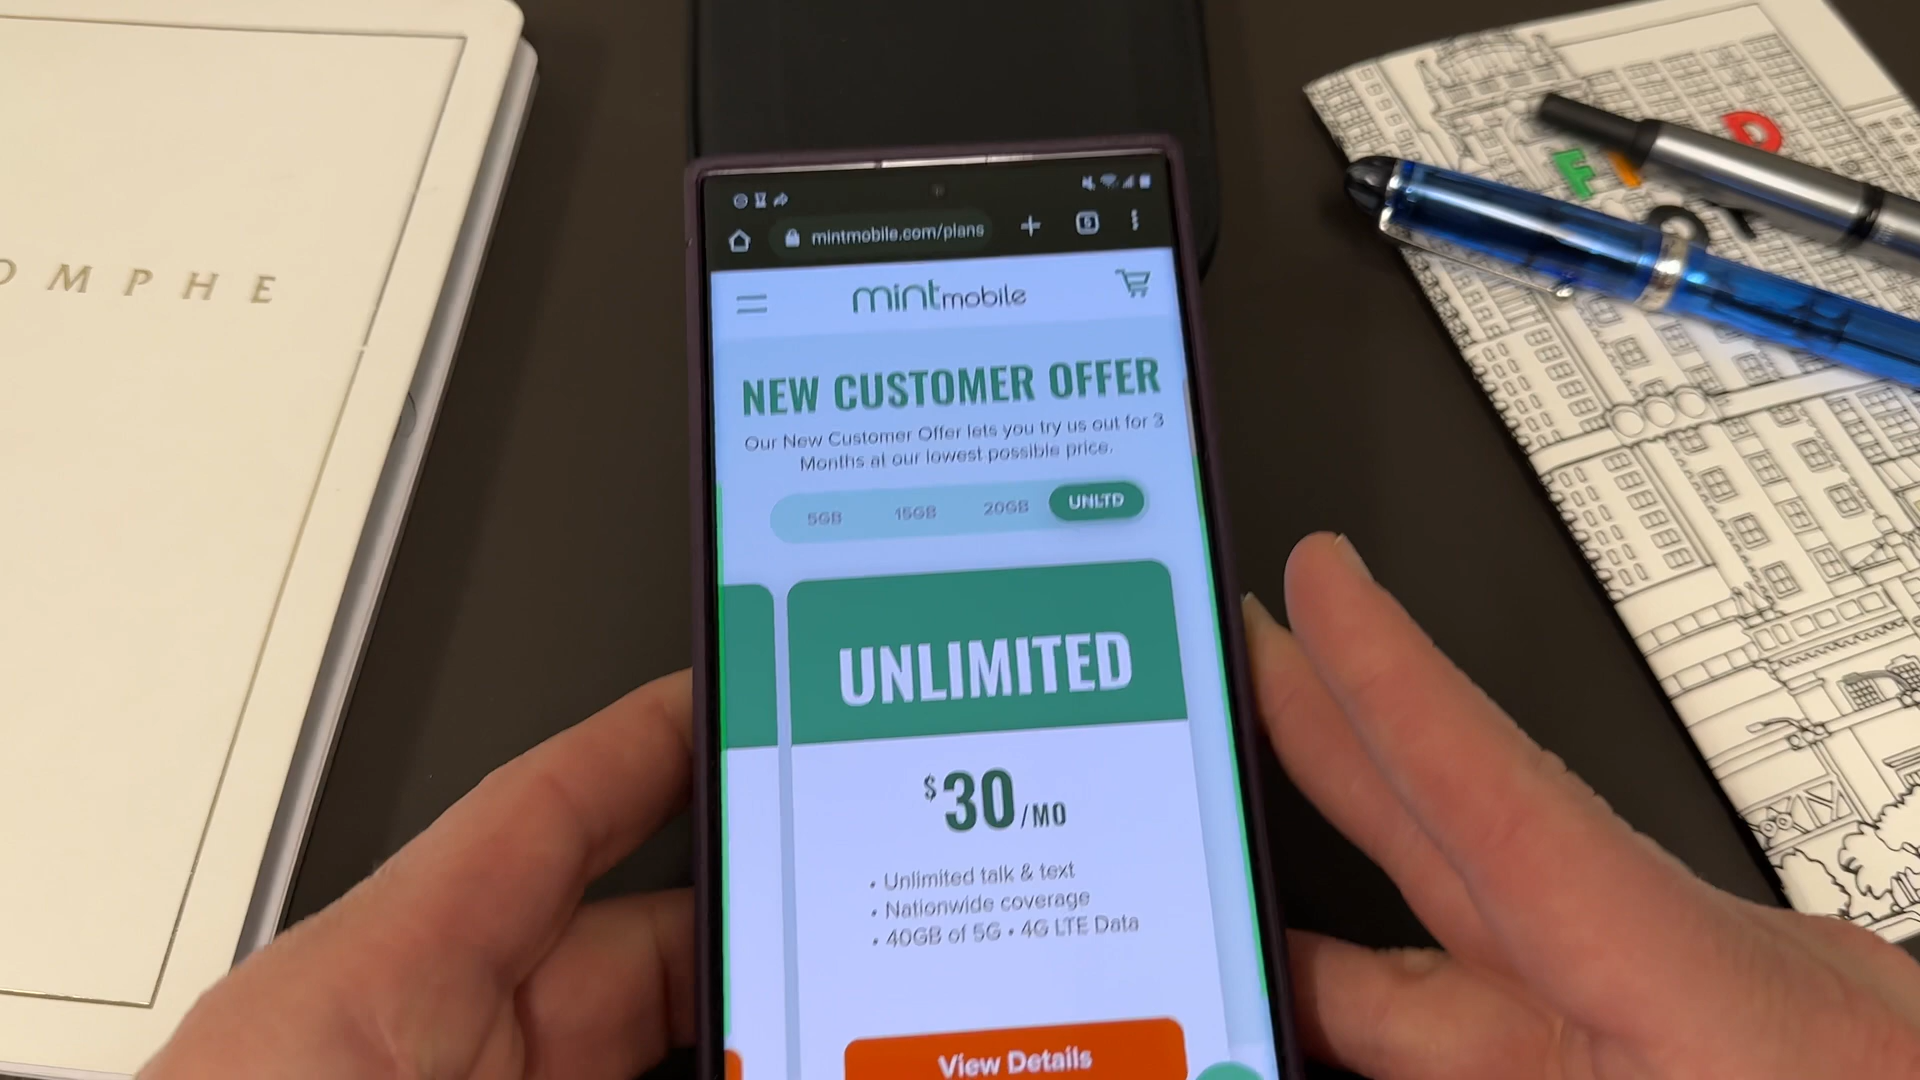 OMPHE
mintmobile.com/plans
mintmobile
NEW CUSTOMER OFFER
Our New Customer Offer lets you try us out for 3
Months at our lowest possible price.
5GB 15GB 20GB UNLTD
UNLIMITED
$30/MO
• Unlimited talk & text
• Nationwide coverage
• 40GB of 5G • 4G LTE Data
View Details